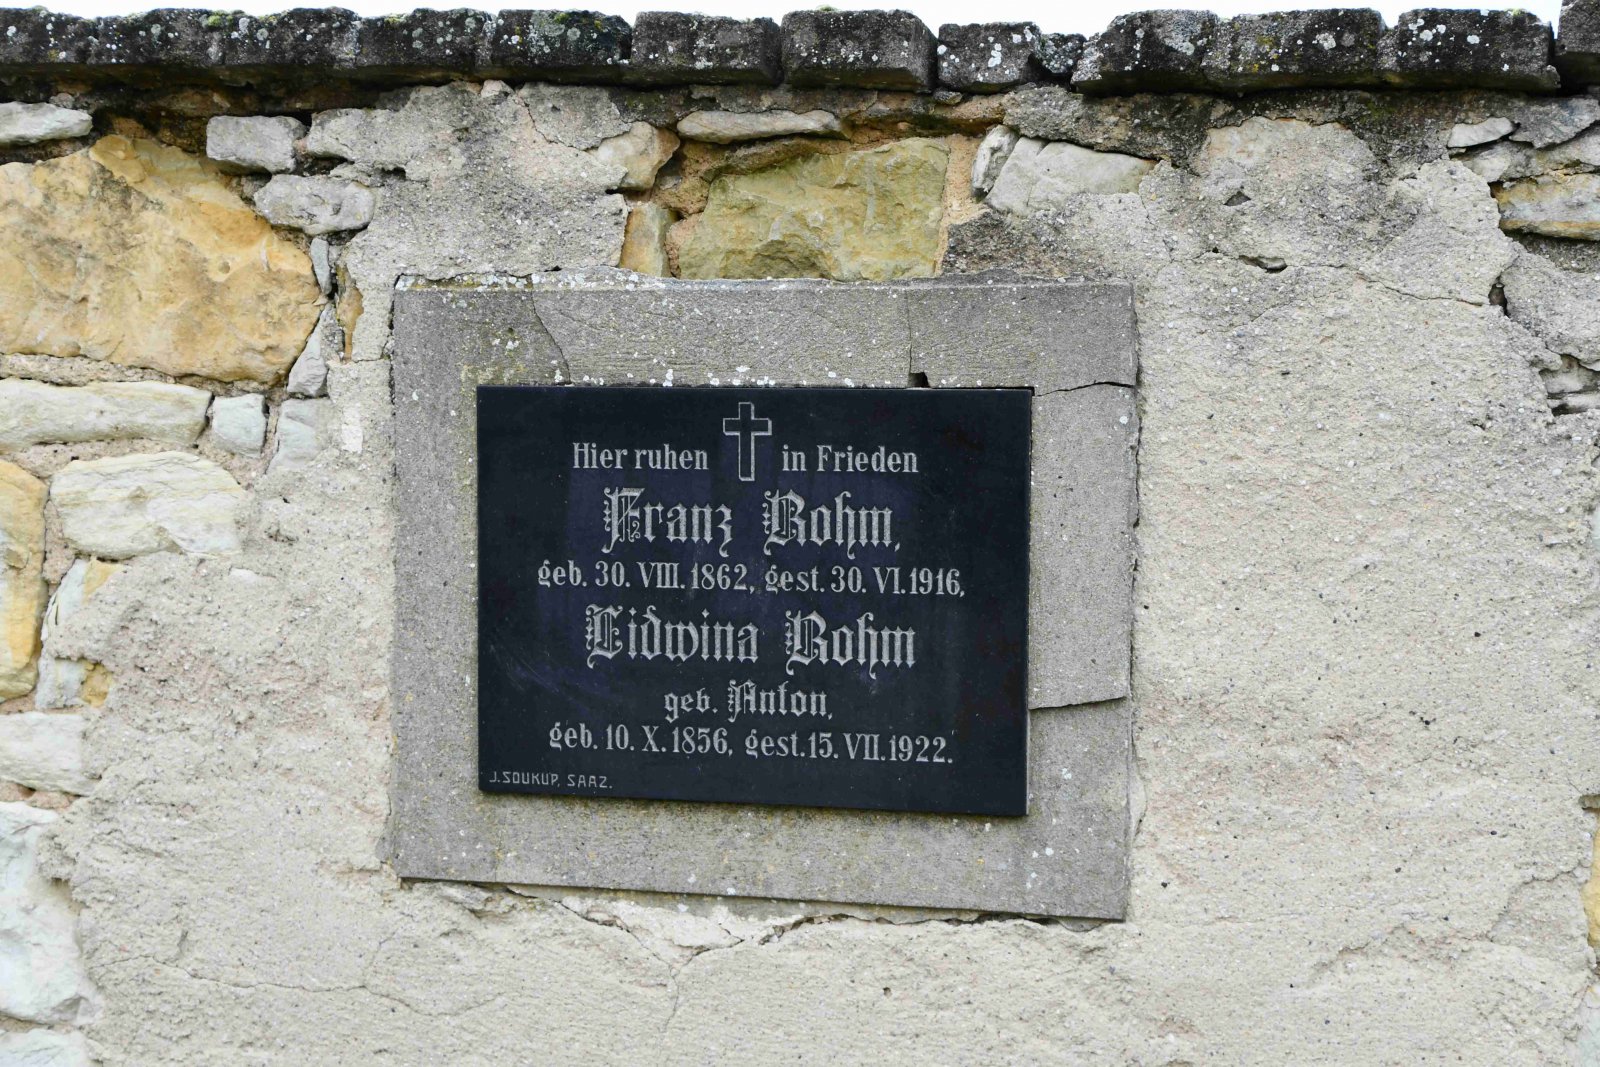 Hier ruhen in Frieden
Franz Bohm,
geb. 30. VIII. 1862, gest. 30. VI. 1916,
Lidwina Bohm
geb. Anton,
geb. 10. X. 1856, gest. 15. VII. 1922.
J. SOUKUP, SAAZ.